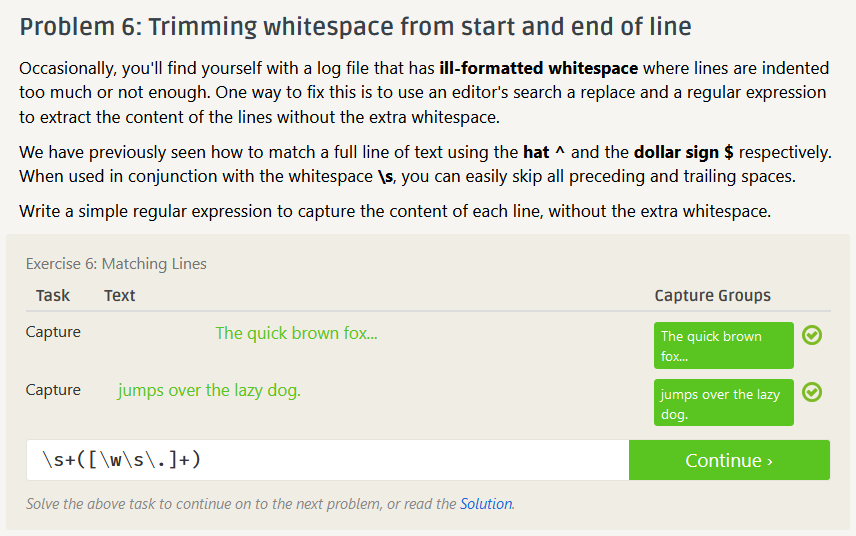 Problem 6: Trimming whitespace from start and end of line
Occasionally, you'll find yourself with a log file that has ill-formatted whitespace where lines are indented
too much or not enough. One way to fix this is to use an editor's search a replace and a regular expression
to extract the content of the lines without the extra whitespace.
We have previously seen how to match a full line of text using the hat ^ and the dollar sign $ respectively.
When used in conjunction with the whitespace \s, you can easily skip all preceding and trailing spaces.
Write a simple regular expression to capture the content of each line, without the extra whitespace.
Exercise 6: Matching Lines
Task Text Capture Groups
Capture The quick brown fox... The quick brown
fox...
Capture jumps over the lazy dog. jumps over the lazy
dog.
\s+([\w\s\.]+) Continue ›
Solve the above task to continue on to the next problem, or read the Solution.